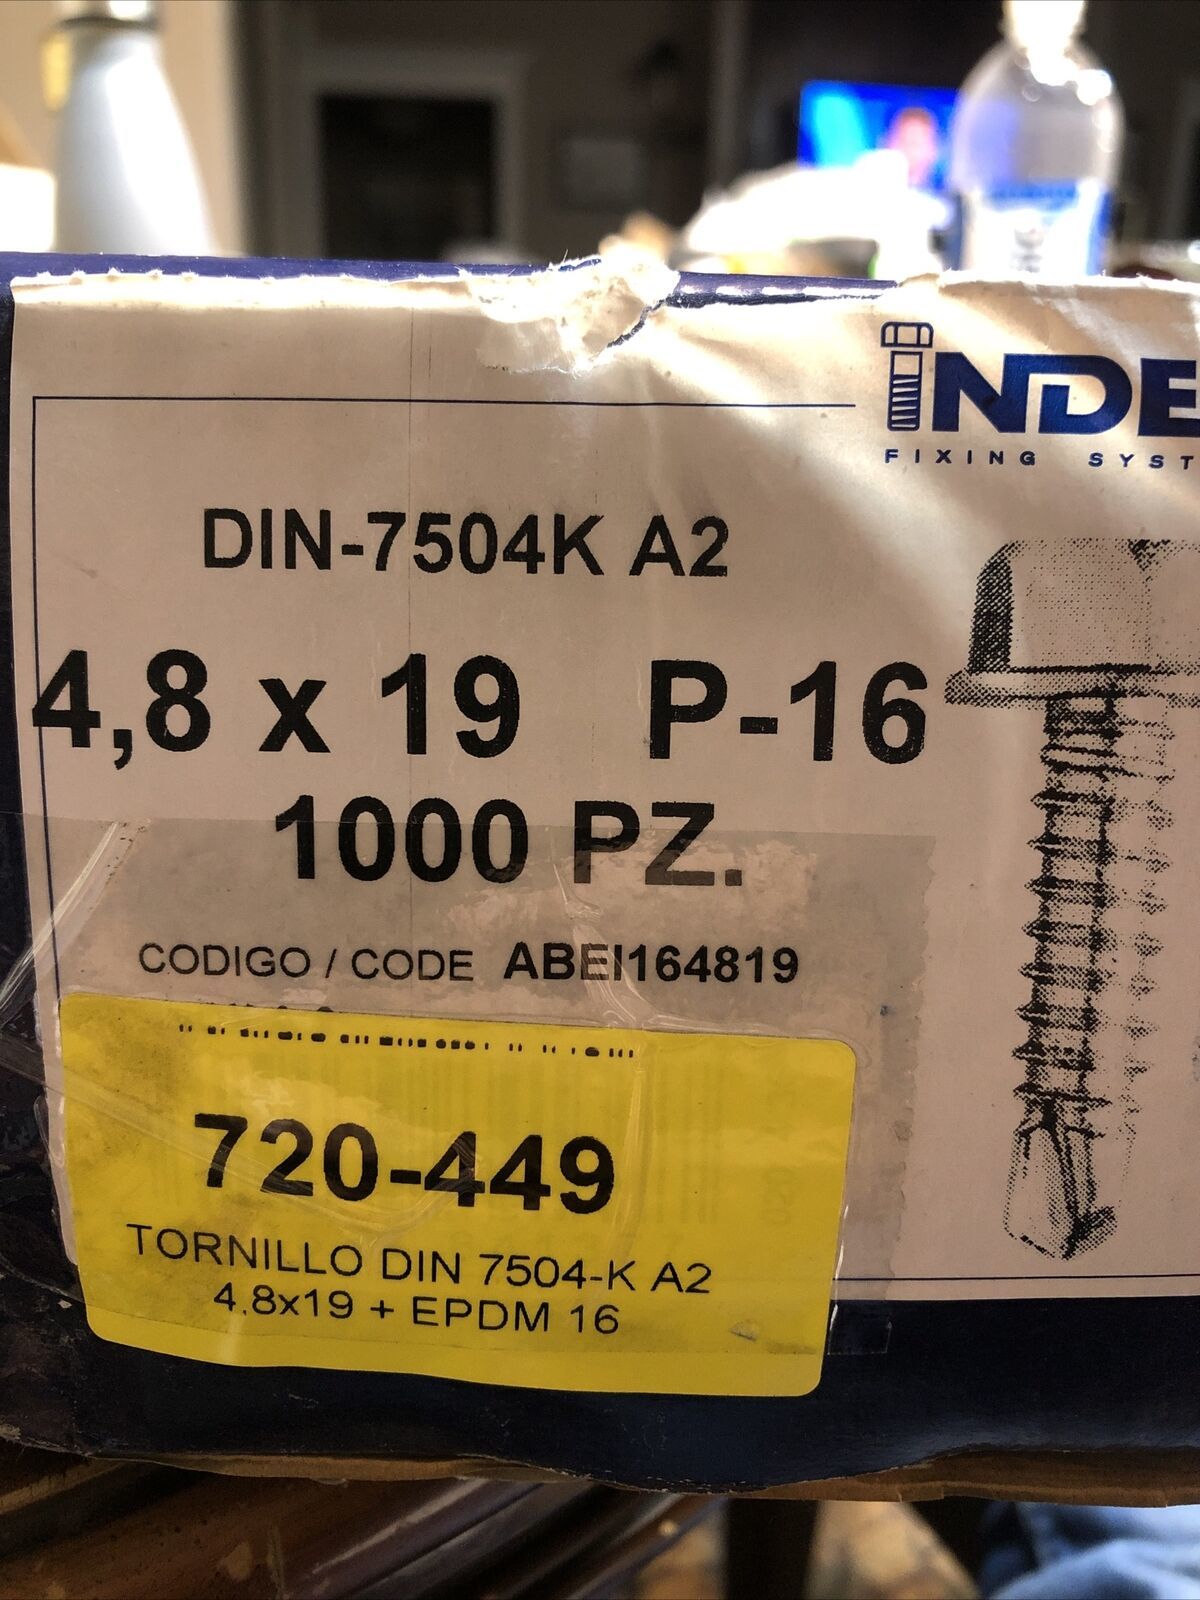 INDE
FIXING SYST
DIN-7504K A2
4,8 x 19 P-16
1000 PZ.
CODIGO / CODE ABEI164819
720-449
TORNILLO DIN 7504-K A2
4.8x19 + EPDM 16